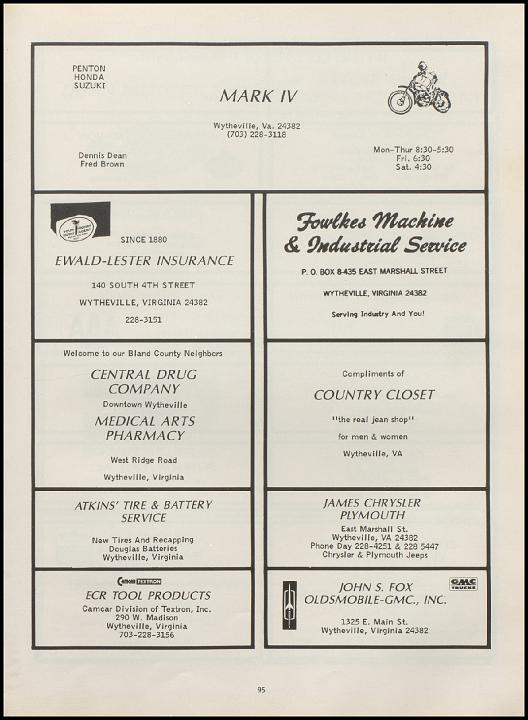 PENTON
HONDA
SUZUKI
MARK IV
Wytheville, Va. 24382
(703) 228-3118
Dennis Dean
Fred Brown
Mon-Thur 8:30-5:30
Fri. 6:30
Sat. 4:30
SINCE 1880
EWALD-LESTER INSURANCE
140 SOUTH 4TH STREET
WYTHEVILLE, VIRGINIA 24382
228-3151
Fowlkes Machine
& Industrial Service
P. O. BOX 8-435 EAST MARSHALL STREET
WYTHEVILLE, VIRGINIA 24382
Serving Industry And You!
Welcome to our Bland County Neighbors
CENTRAL DRUG
COMPANY
Downtown Wytheville
MEDICAL ARTS
PHARMACY
West Ridge Road
Wytheville, Virginia
Compliments of
COUNTRY CLOSET
"the real jean shop"
for men & women
Wytheville, VA
ATKINS' TIRE & BATTERY
SERVICE
New Tires And Recapping
Douglas Batteries
Wytheville, Virginia
JAMES CHRYSLER
PLYMOUTH
East Marshall St.
Wytheville, VA 24382
Phone Day 228-4251 & 228 5447
Chrysler & Plymouth Jeeps
Camcar TEXTRON
ECR TOOL PRODUCTS
Camcar Division of Textron, Inc.
290 W. Madison
Wytheville, Virginia
703-228-3156
GMC
TRUCKS
JOHN S. FOX
OLDSMOBILE-GMC., INC.
1325 E. Main St.
Wytheville, Virginia 24382
95